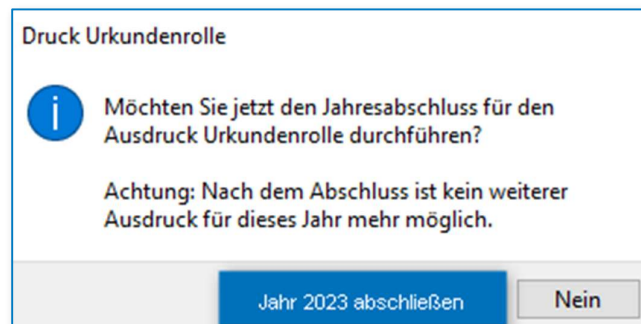 Druck Urkundenrolle
Möchten Sie jetzt den Jahresabschluss für den
Ausdruck Urkundenrolle durchführen?
Achtung: Nach dem Abschluss ist kein weiterer
Ausdruck für dieses Jahr mehr möglich.
Jahr 2023 abschließen
Nein